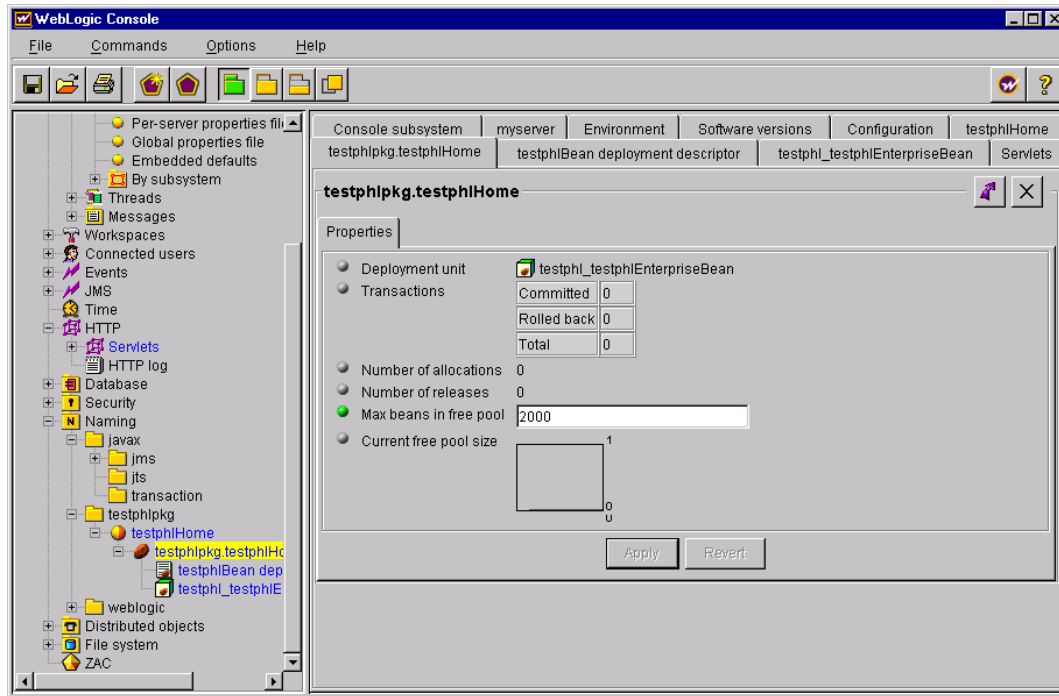 WebLogic Console
File Commands Options Help
Per-server properties file
Global properties file
Embedded defaults
By subsystem
Threads
Messages
Workspaces
Connected users
Events
JMS
Time
HTTP
Servlets
HTTP log
Database
Security
Naming
javax
jms
jts
transaction
testphlpkg
testphlHome
testphlpkg.testphlHo
testphlBean dep
testphl_testphlE
weblogic
Distributed objects
File system
ZAC
Console subsystem myserver Environment Software versions Configuration testphlHome
testphlpkg.testphlHome testphlBean deployment descriptor testphl_testphlEnterpriseBean Servlets
testphlpkg.testphlHome
Properties
Deployment unit testphl_testphlEnterpriseBean
Transactions Committed 0
Rolled back 0
Total 0
Number of allocations 0
Number of releases 0
Max beans in free pool 2000
Current free pool size 1
0
Apply Revert